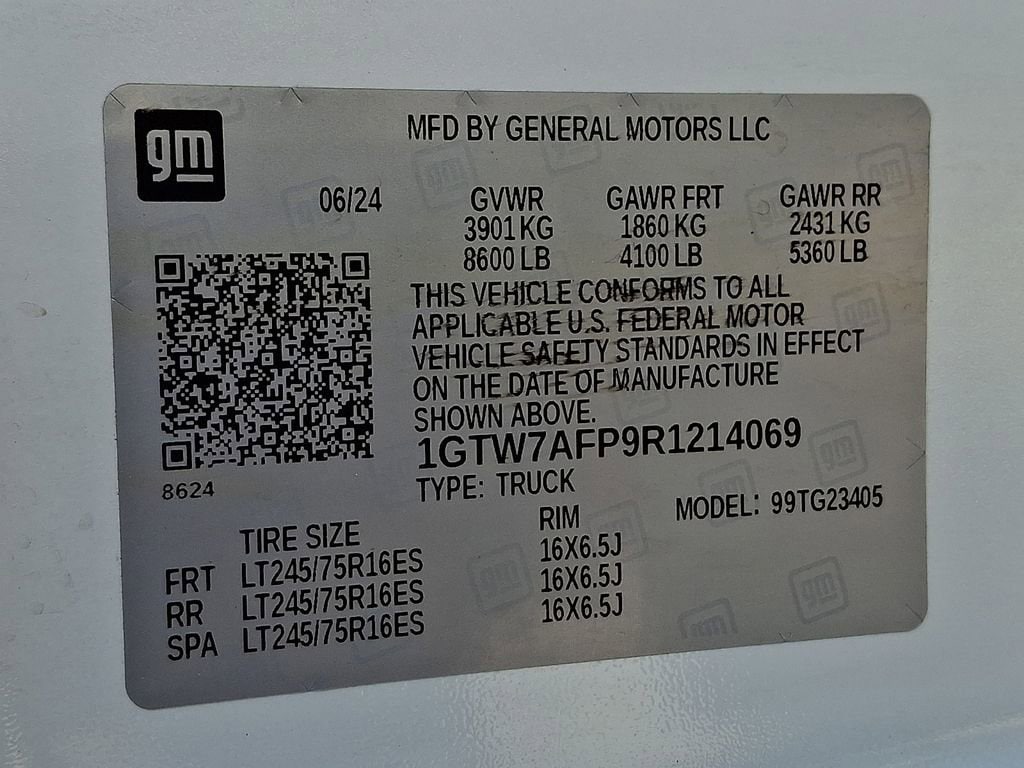 gm
MFD BY GENERAL MOTORS LLC
06/24
GVWR GAWR FRT GAWR RR
3901 KG 1860 KG 2431 KG
8600 LB 4100 LB 5360 LB
THIS VEHICLE CONFORMS TO ALL
APPLICABLE U.S. FEDERAL MOTOR
VEHICLE SAFETY STANDARDS IN EFFECT
ON THE DATE OF MANUFACTURE
SHOWN ABOVE.
1GTW7AFP9R1214069
8624
TYPE: TRUCK
MODEL: 99TG23405
TIRE SIZE RIM
FRT LT245/75R16ES 16X6.5J
RR LT245/75R16ES 16X6.5J
SPA LT245/75R16ES 16X6.5J